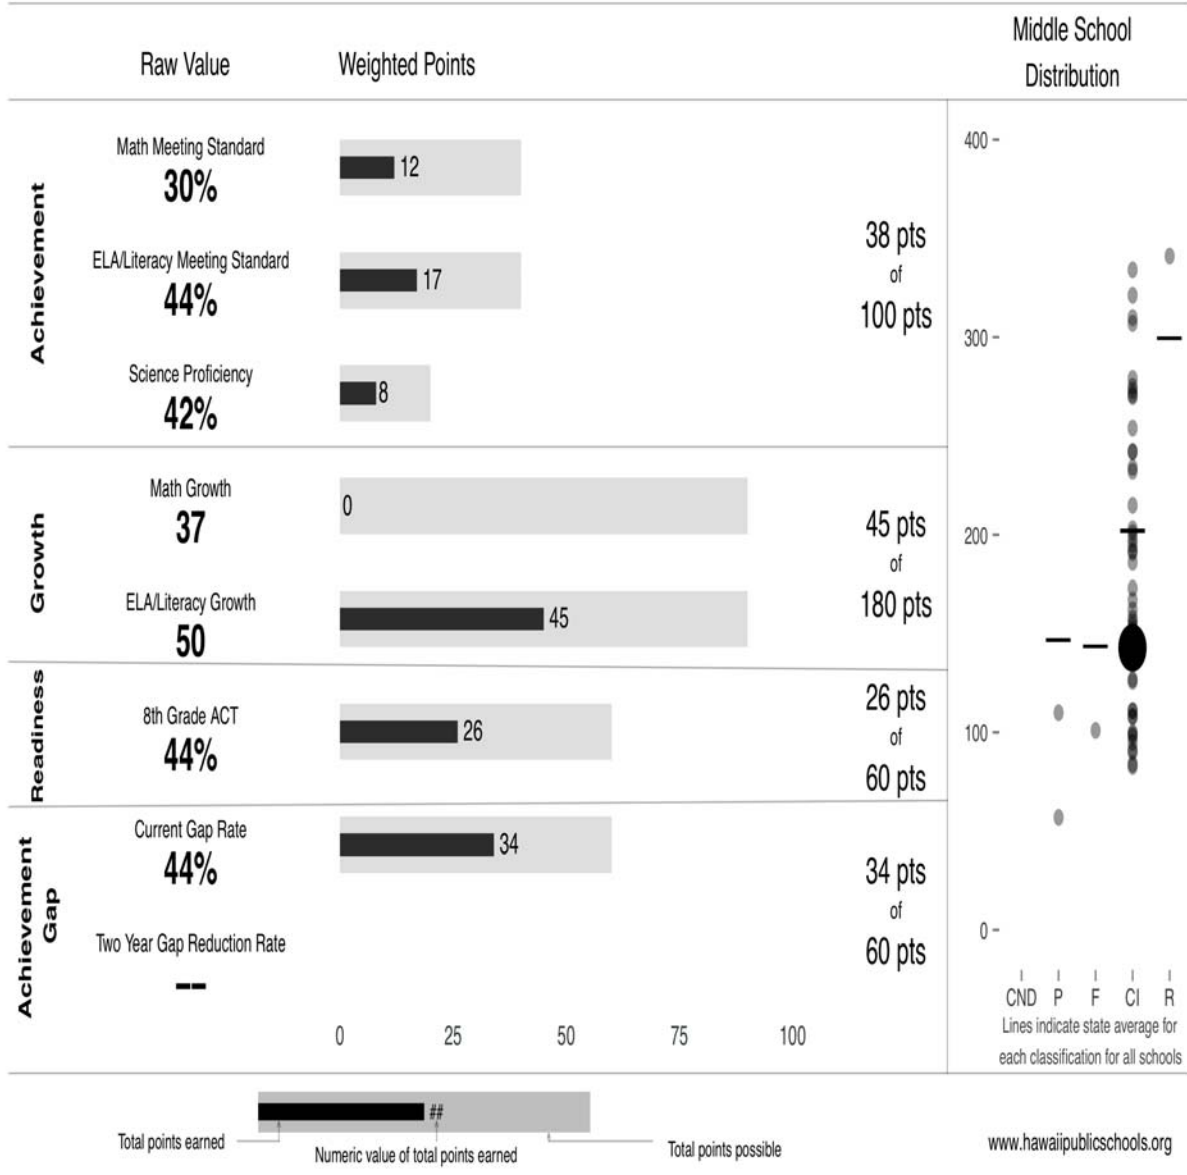 Raw Value
Weighted Points
Middle School
Distribution
Achievement
Math Meeting Standard
30%
12
ELA/Literacy Meeting Standard
44%
17
Science Proficiency
42%
8
38 pts
of
100 pts
Growth
Math Growth
37
0
ELA/Literacy Growth
50
45
45 pts
of
180 pts
Readiness
8th Grade ACT
44%
26
26 pts
of
60 pts
Achievement
Gap
Current Gap Rate
44%
34
Two Year Gap Reduction Rate
--
34 pts
of
60 pts
0 25 50 75 100
400
300
200
100
0
CND P F CI R
Lines indicate state average for
each classification for all schools
##
Total points earned
Numeric value of total points earned
Total points possible
www.hawaiipublicschools.org